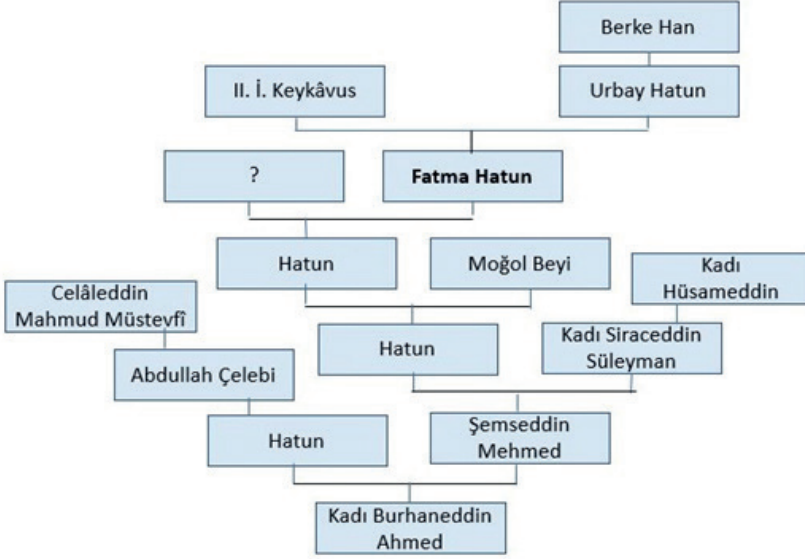 Berke Han
II. İ. Keykâvus
Urbay Hatun
?
Fatma Hatun
Hatun
Moğol Beyi
Kadı
Hüsameddin
Celâleddin
Mahmud Müstevfî
Hatun
Kadı Siraceddin
Süleyman
Abdullah Çelebi
Hatun
Şemseddin
Mehmed
Kadı Burhaneddin
Ahmed